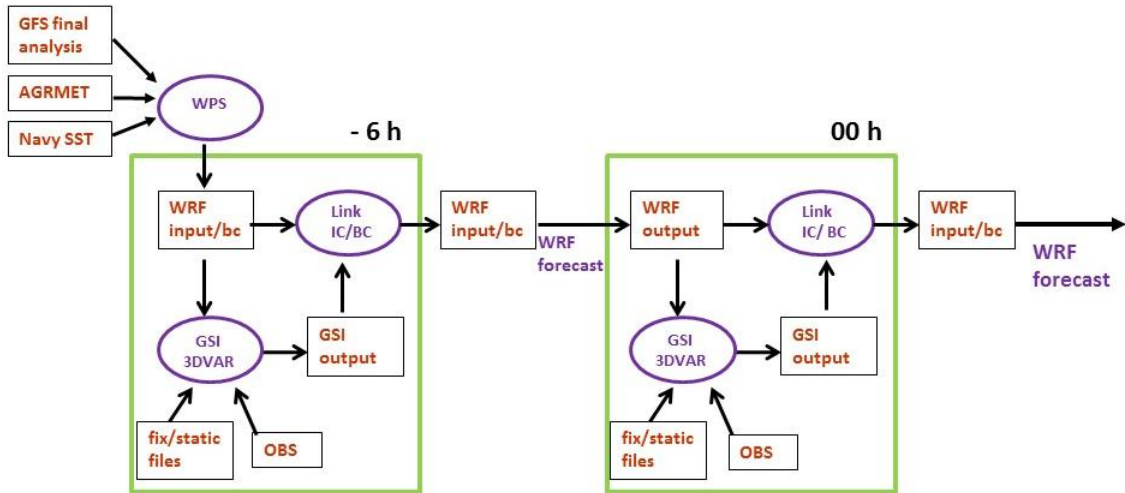 GFS final
analysis
AGRMET
Navy SST
WPS
- 6 h
WRF
input/bc
Link
IC/BC
GSI
3DVAR
GSI
output
fix/static
files
OBS
WRF
input/bc
WRF
forecast
00 h
WRF
output
Link
IC/ BC
GSI
3DVAR
GSI
output
fix/static
files
OBS
WRF
input/bc
WRF
forecast